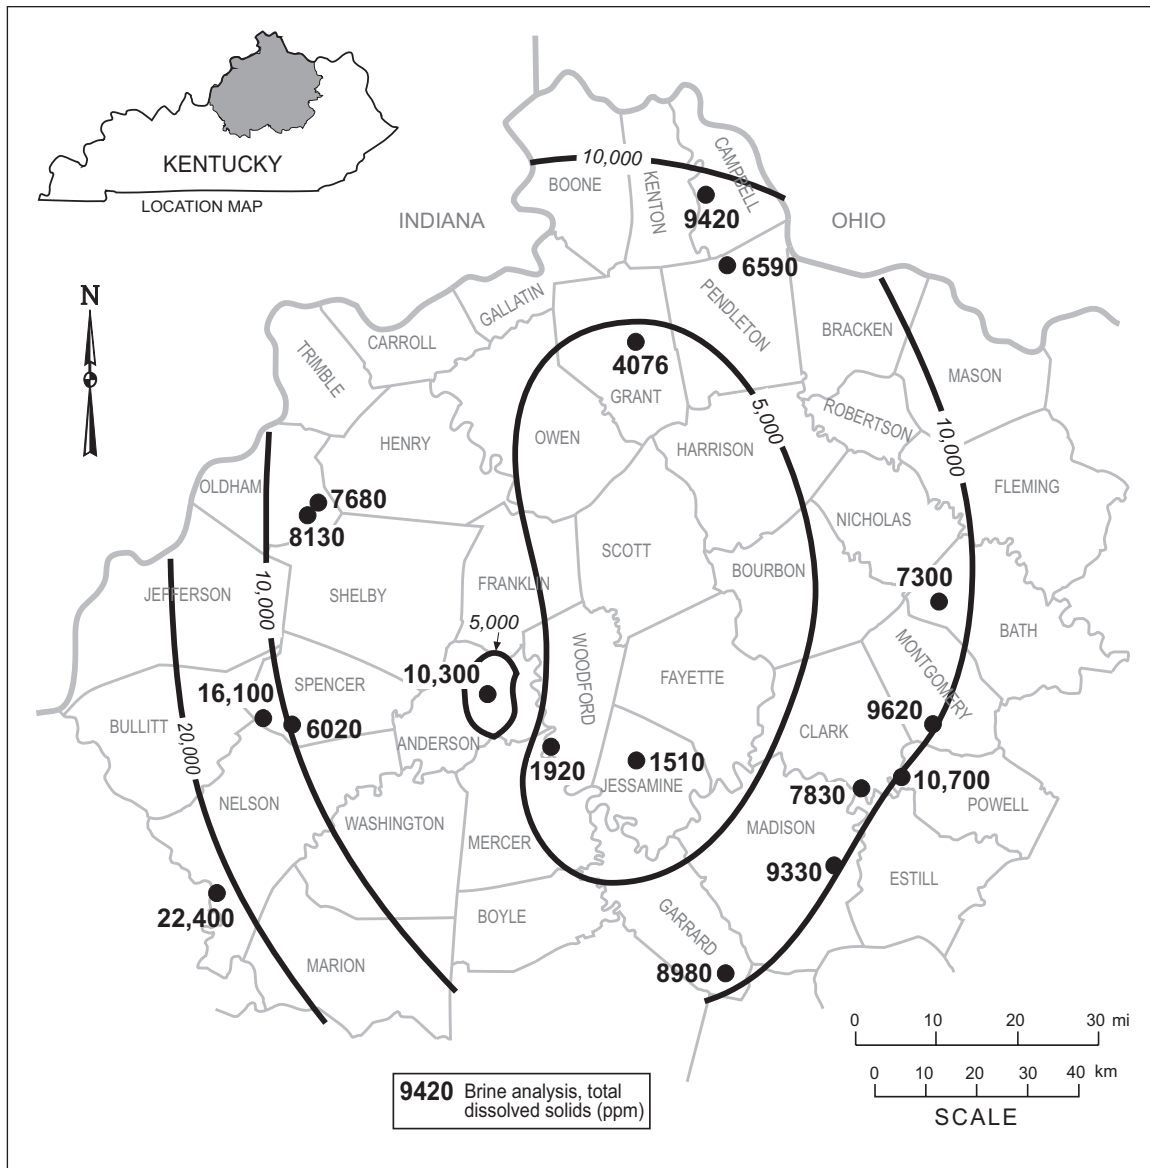 KENTUCKY
LOCATION MAP
INDIANA
OHIO
N
10,000
BOONE
KENTON
CAMPBELL
9420
6590
PENDLETON
GALLATIN
CARROLL
TRIMBLE
BRACKEN
MASON
4076
GRANT
5,000
ROBERTSON
10,000
OWEN
HENRY
HARRISON
OLDHAM
7680
8130
FLEMING
NICHOLAS
SCOTT
BOURBON
JEFFERSON
10,000
SHELBY
FRANKLIN
5,000
7300
BATH
WOODFORD
MONTGOMERY
10,300
FAYETTE
SPENCER
16,100
6020
BULLITT
20,000
ANDERSON
9620
CLARK
1920
1510
JESSAMINE
10,700
7830
POWELL
NELSON
WASHINGTON
MERCER
MADISON
9330
ESTILL
22,400
BOYLE
GARRARD
MARION
8980
0 10 20 30 mi
0 10 20 30 40 km
SCALE
9420 Brine analysis, total
dissolved solids (ppm)